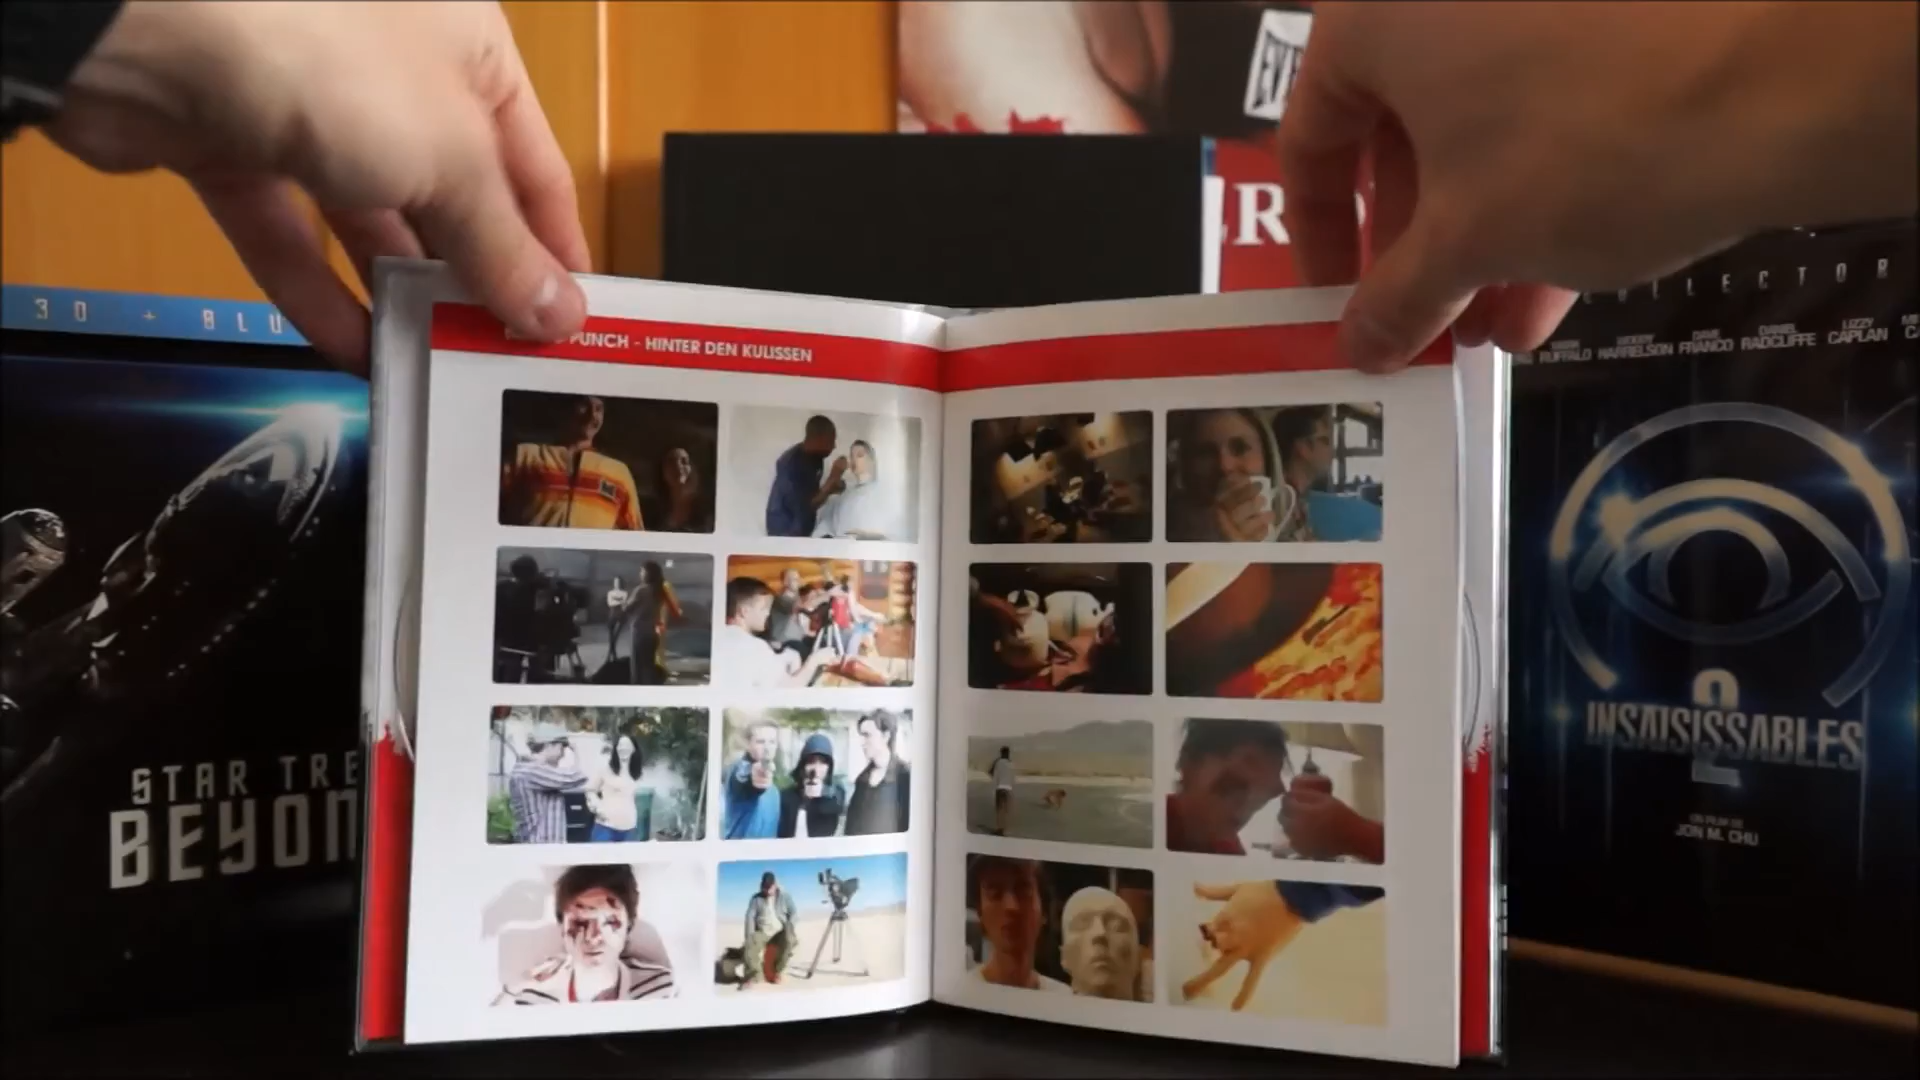 3D + BLU
STAR TRE
BEYON
PUNCH - HINTER DEN KULISSEN
ER
COLLECTOR
RUFFALO
HARRELSON
DAVE
FRANCO
DANIEL
RADCLIFFE
LIZZY
CAPLAN
2
INSAISISSABLES
UN FILM DE
JON M. CHU